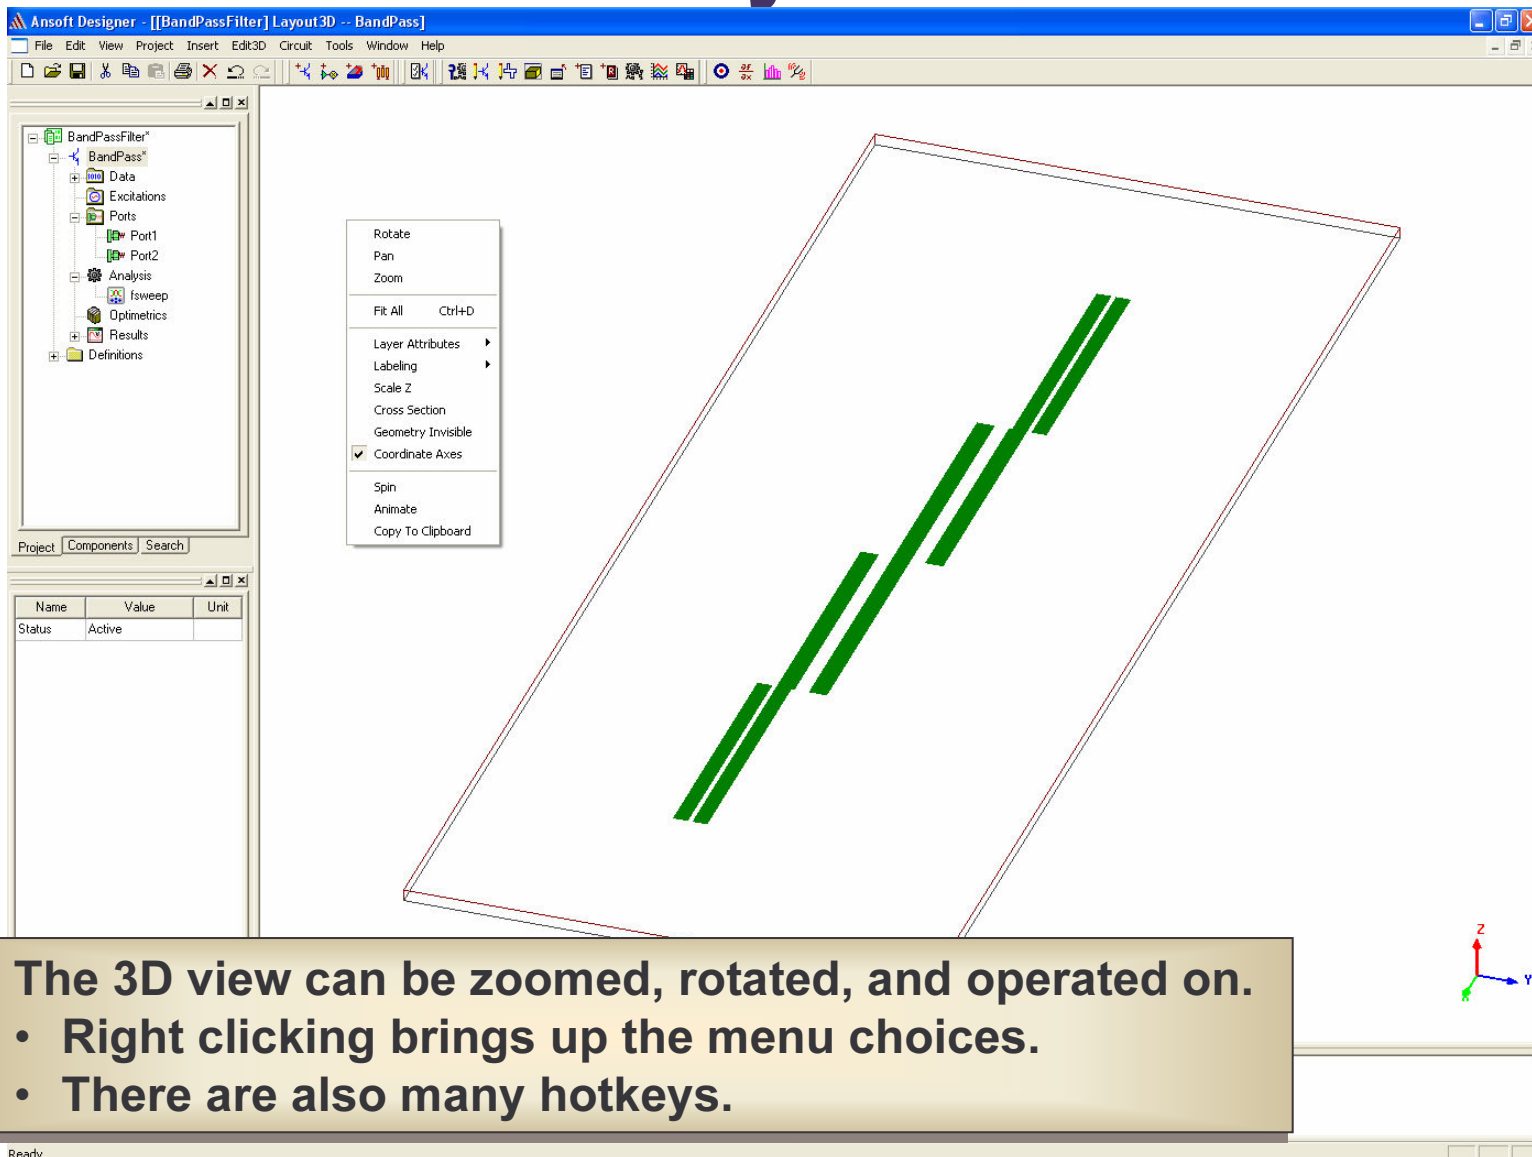 Ansoft Designer - [[BandPassFilter] Layout3D -- BandPass]
File Edit View Project Insert Edit3D Circuit Tools Window Help
BandPassFilter*
BandPass*
Data
Excitations
Ports
Port1
Port2
Analysis
fsweep
Optimetrics
Results
Definitions
Project Components Search
Name Value Unit
Status Active
Rotate
Pan
Zoom
Fit All Ctrl+D
Layer Attributes
Labeling
Scale Z
Cross Section
Geometry Invisible
Coordinate Axes
Spin
Animate
Copy To Clipboard
Z
Y
X
The 3D view can be zoomed, rotated, and operated on.
• Right clicking brings up the menu choices.
• There are also many hotkeys.
Ready